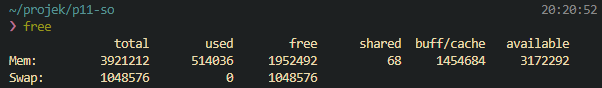 ~/projek/p11-so 20:20:52
❯ free
total used free shared buff/cache available
Mem: 3921212 514036 1952492 68 1454684 3172292
Swap: 1048576 0 1048576